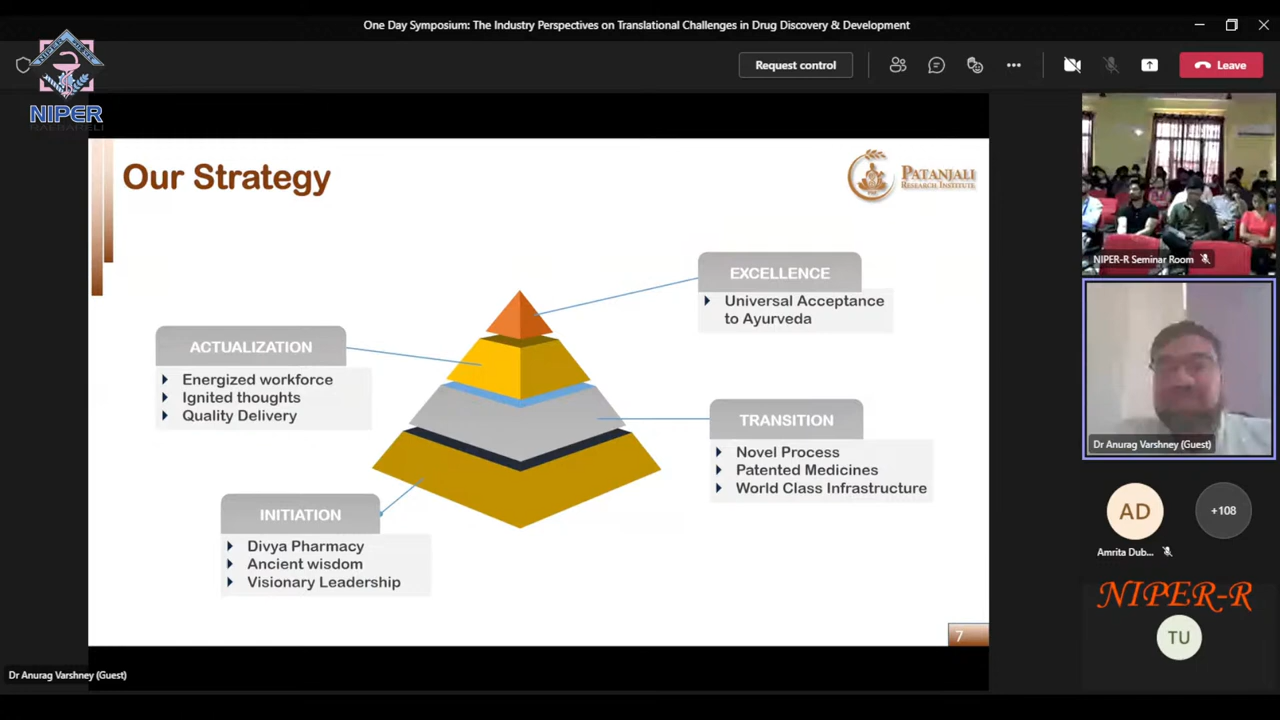 One Day Symposium: The Industry Perspectives on Translational Challenges in Drug Discovery & Development
NIPER
RAEBARELI
Request control
Leave
Our Strategy
PATANJALI
RESEARCH INSTITUTE
EXCELLENCE
Universal Acceptance
to Ayurveda
ACTUALIZATION
Energized workforce
Ignited thoughts
Quality Delivery
TRANSITION
Novel Process
Patented Medicines
World Class Infrastructure
INITIATION
Divya Pharmacy
Ancient wisdom
Visionary Leadership
7
NIPER-R Seminar Room
Dr Anurag Varshney (Guest)
AD
+108
Amrita Dub...
NIPER-R
TU
Dr Anurag Varshney (Guest)